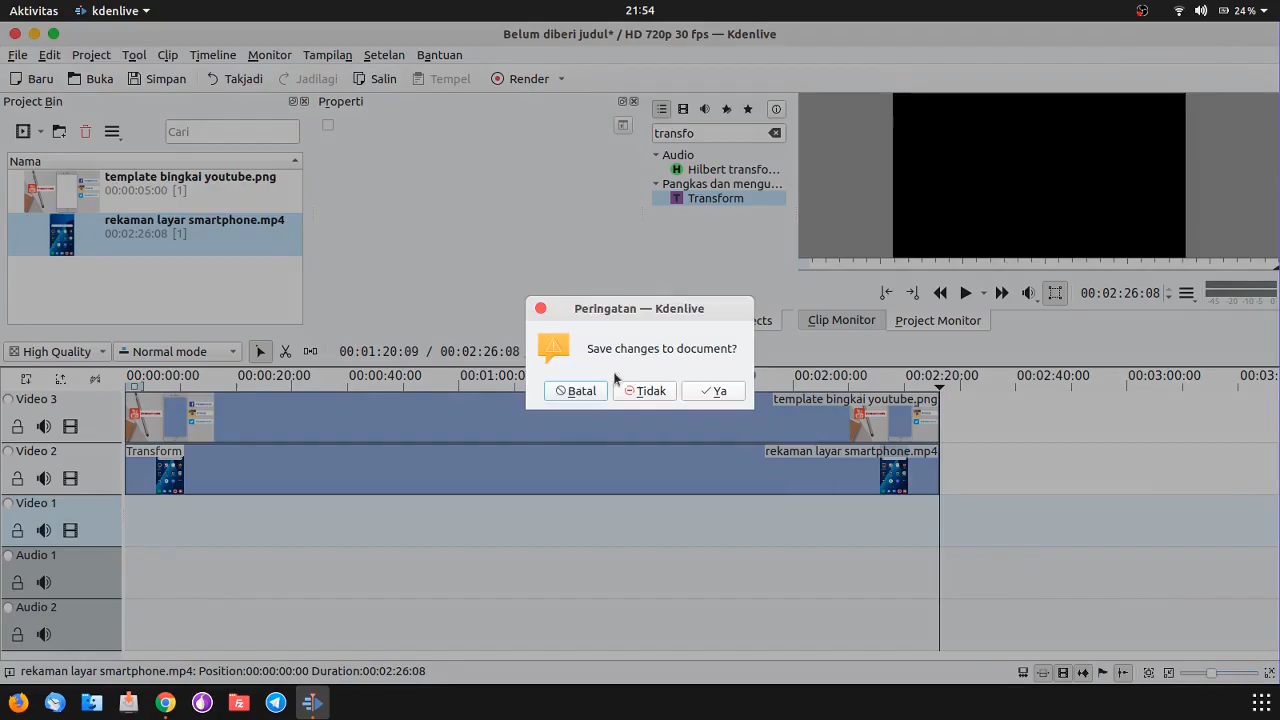 Aktivitas kdenlive 21:54 24%
Belum diberi judul* / HD 720p 30 fps — Kdenlive
File Edit Project Tool Clip Timeline Monitor Tampilan Setelan Bantuan
Baru Buka Simpan Takjadi Jadilagi Salin Tempel Render
Project Bin Properti
Cari
transfo
Nama
Audio
Hilbert transfo...
Pangkas dan mengu...
Transform
template bingkai youtube.png
00:00:05:00 [1]
rekaman layar smartphone.mp4
00:02:26:08 [1]
00:02:26:08
-45 -30 -20
Clip Monitor Project Monitor
Peringatan — Kdenlive
Save changes to document?
Batal Tidak Ya
High Quality Normal mode 00:01:20:09 / 00:02:26:08
00:00:00:00 00:00:20:00 00:00:40:00 00:02:00:00 00:02:20:00 00:02:40:00 00:03:00:00
Video 3 template bingkai youtube.png
Video 2 Transform rekaman layar smartphone.mp4
Video 1
Audio 1
Audio 2
rekaman layar smartphone.mp4: Position:00:00:00:00 Duration:00:02:26:08